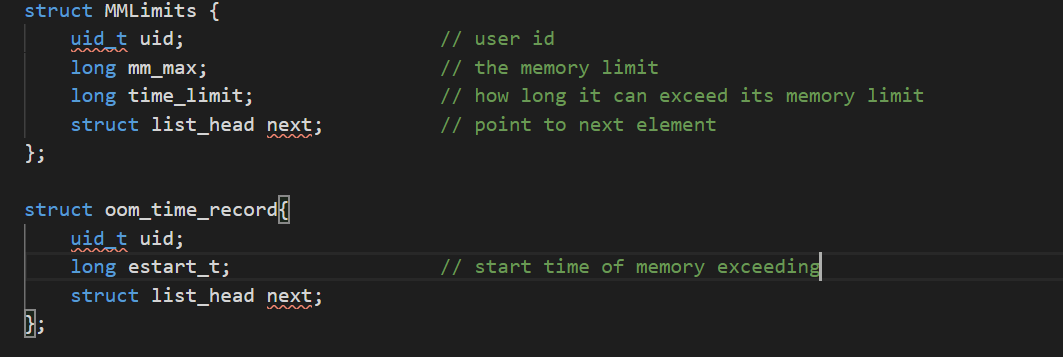 struct MMLimits {
    uid_t uid;                      // user id
    long mm_max;                    // the memory limit
    long time_limit;                // how long it can exceed its memory limit
    struct list_head next;          // point to next element
};
struct oom_time_record{
    uid_t uid;
    long estart_t;                  // start time of memory exceeding
    struct list_head next;
};